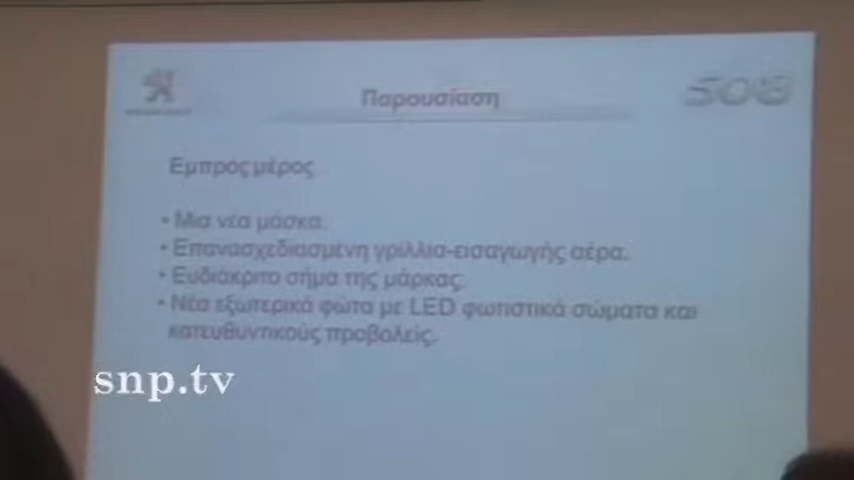 Παρουσίαση
508
Εμπρός μέρος
• Μια νέα μάσκα.
• Επανασχεδιασμένη γρίλλια-εισαγωγής αέρα.
• Ευδιάκριτο σήμα της μάρκας.
• Νέα εξωτερικά φώτα με LED φωτιστικά σώματα και
κατευθυντικούς προβολείς.
snp.tv